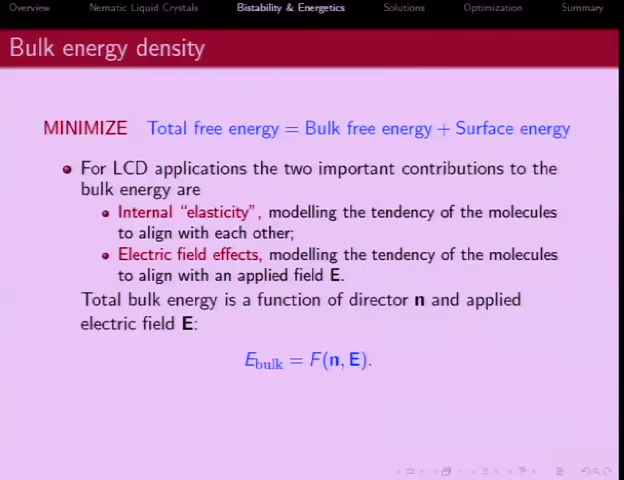 Overview Nematic Liquid Crystals Bistability & Energetics Solutions Optimization Summary
Bulk energy density
MINIMIZE Total free energy = Bulk free energy + Surface energy
For LCD applications the two important contributions to the
bulk energy are
Internal “elasticity”, modelling the tendency of the molecules
to align with each other;
Electric field effects, modelling the tendency of the molecules
to align with an applied field E.
Total bulk energy is a function of director n and applied
electric field E:
E_bulk = F(n, E).